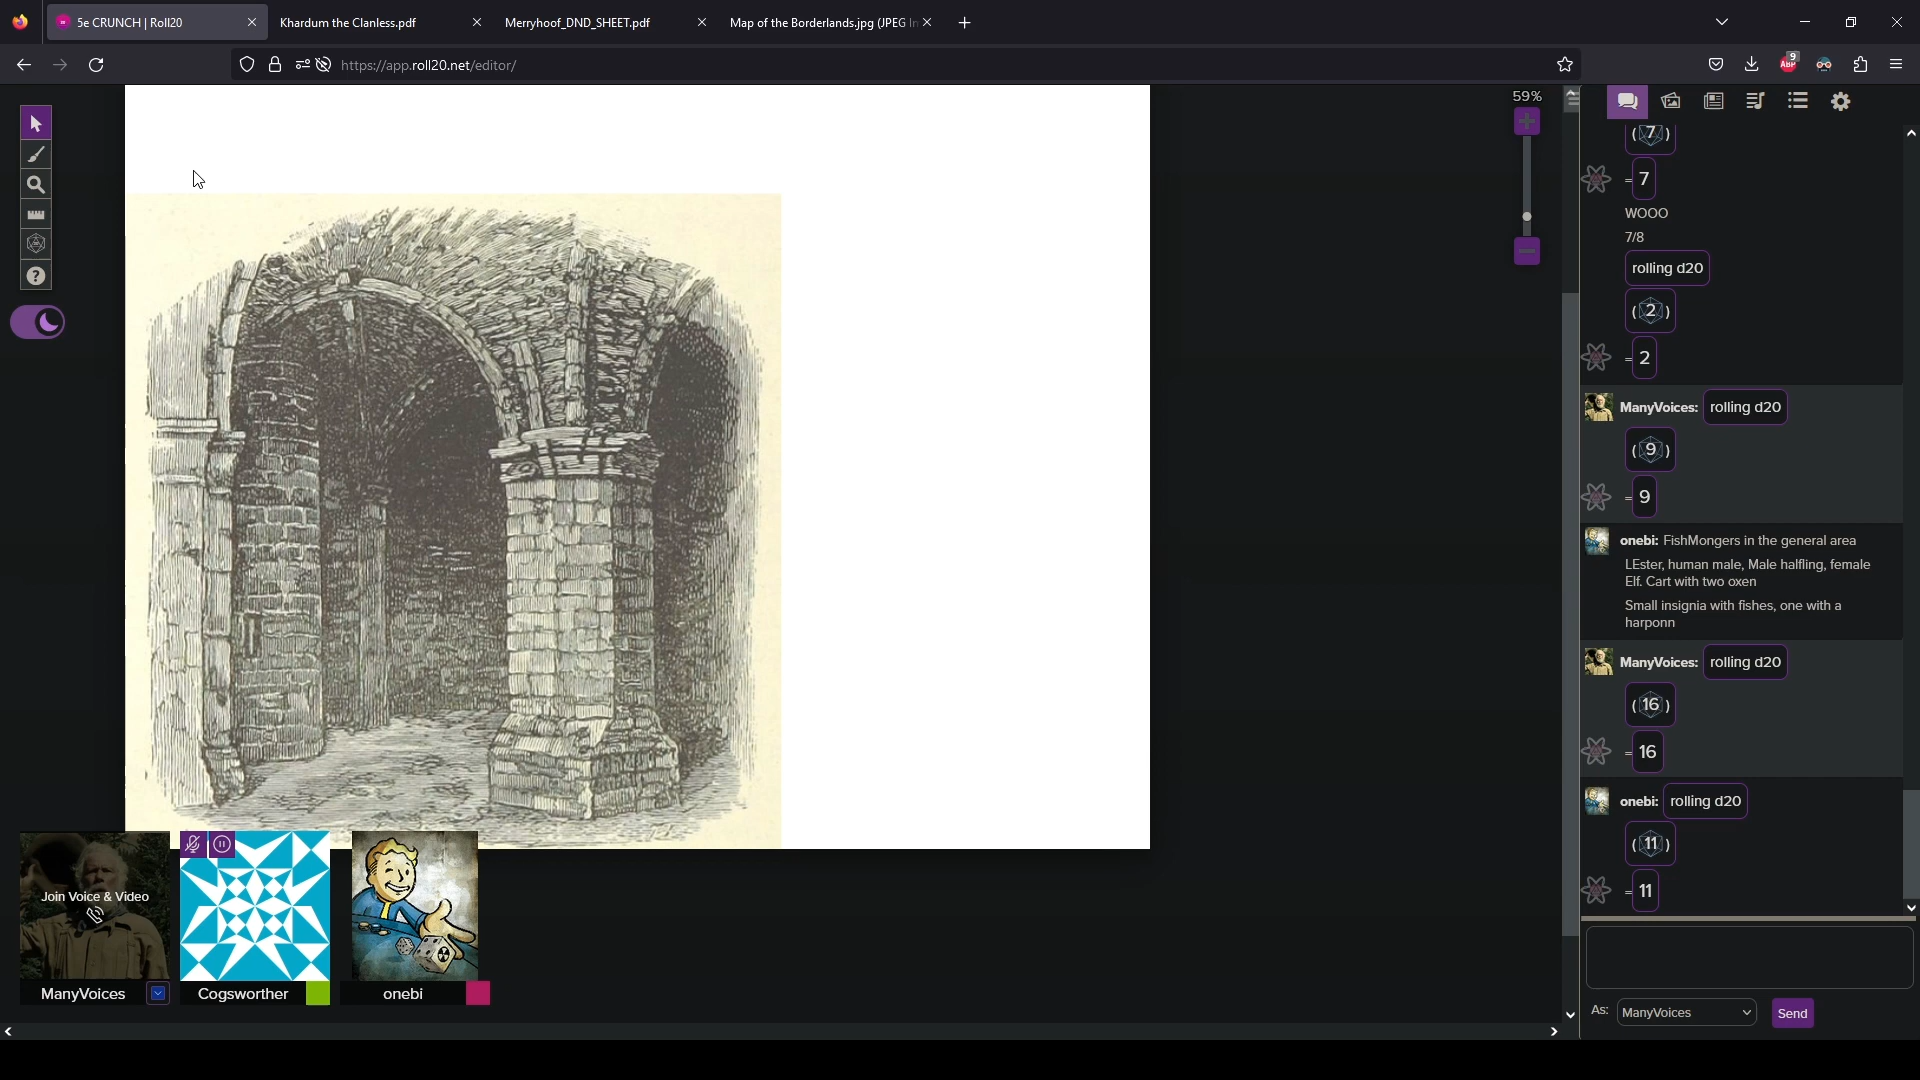 5e CRUNCH | Roll20
Khardum the Clanless.pdf
Merryhoof_DND_SHEET.pdf
Map of the Borderlands.jpg (JPEG
https://app.roll20.net/editor/
9
ABP
59%
(7)
=7
WOOO
7/8
rolling d20
(2)
=2
ManyVoices: rolling d20
(9)
=9
onebi: FishMongers in the general area
LEster, human male, Male halfling, female
Elf. Cart with two oxen
Small insignia with fishes, one with a
harponn
ManyVoices: rolling d20
(16)
=16
onebi: rolling d20
(11)
=11
Join Voice & Video
ManyVoices
Cogsworther
onebi
As: ManyVoices
Send